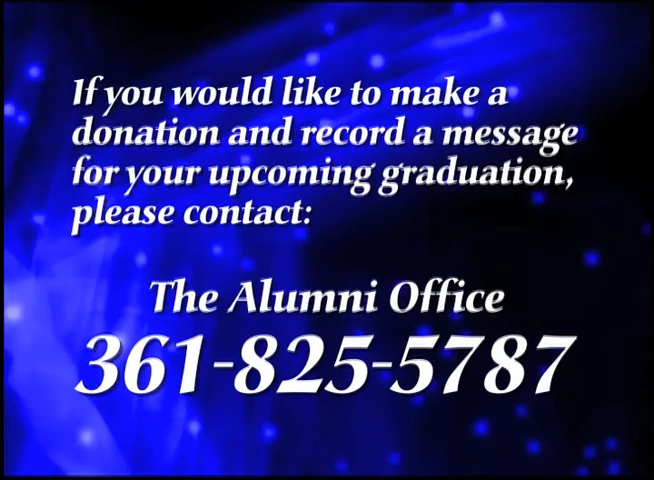 If you would like to make a
donation and record a message
for your upcoming graduation,
please contact:
The Alumni Office
361-825-5787